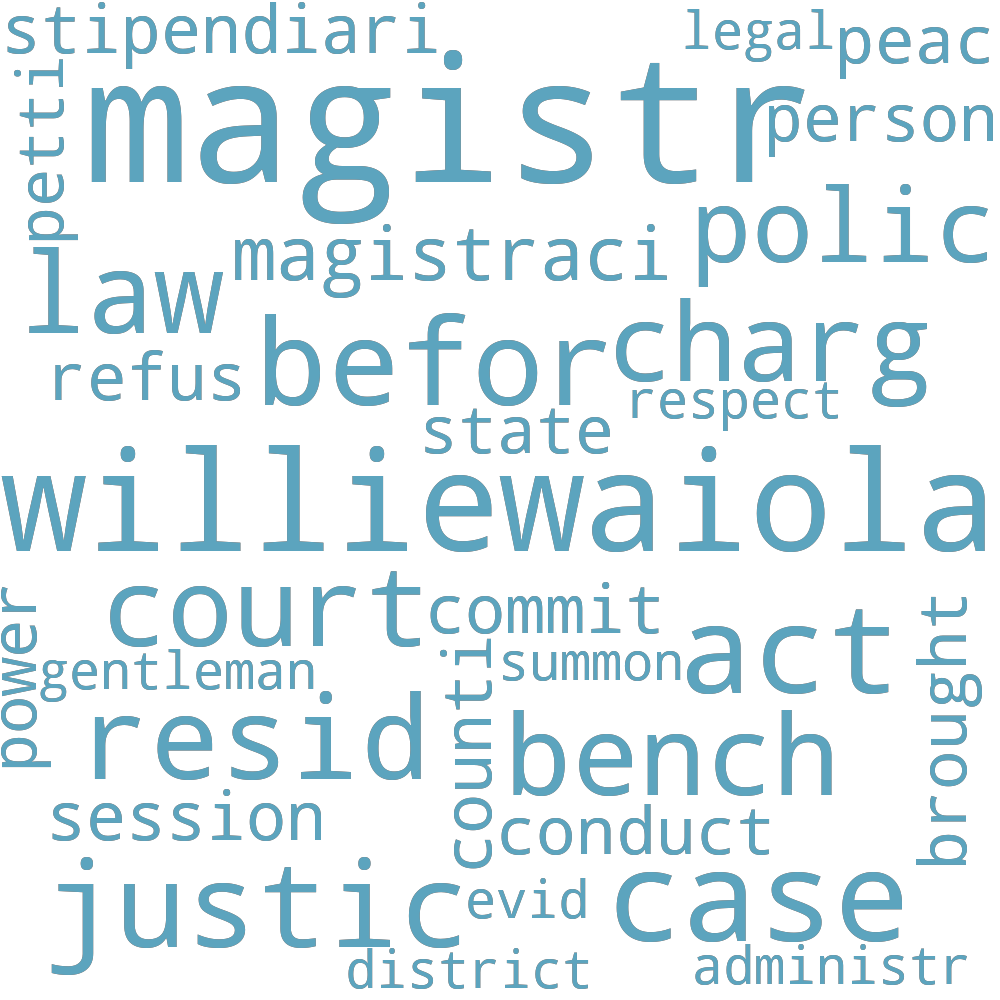 stipendiari
legal
peac
petti
magistr
person
polic
magistraci
law
befor
charg
refus
respect
state
williewaiola
court
commit
act
power
gentleman
summon
brought
counti
resid
bench
session
conduct
justic
evid
case
district
administr